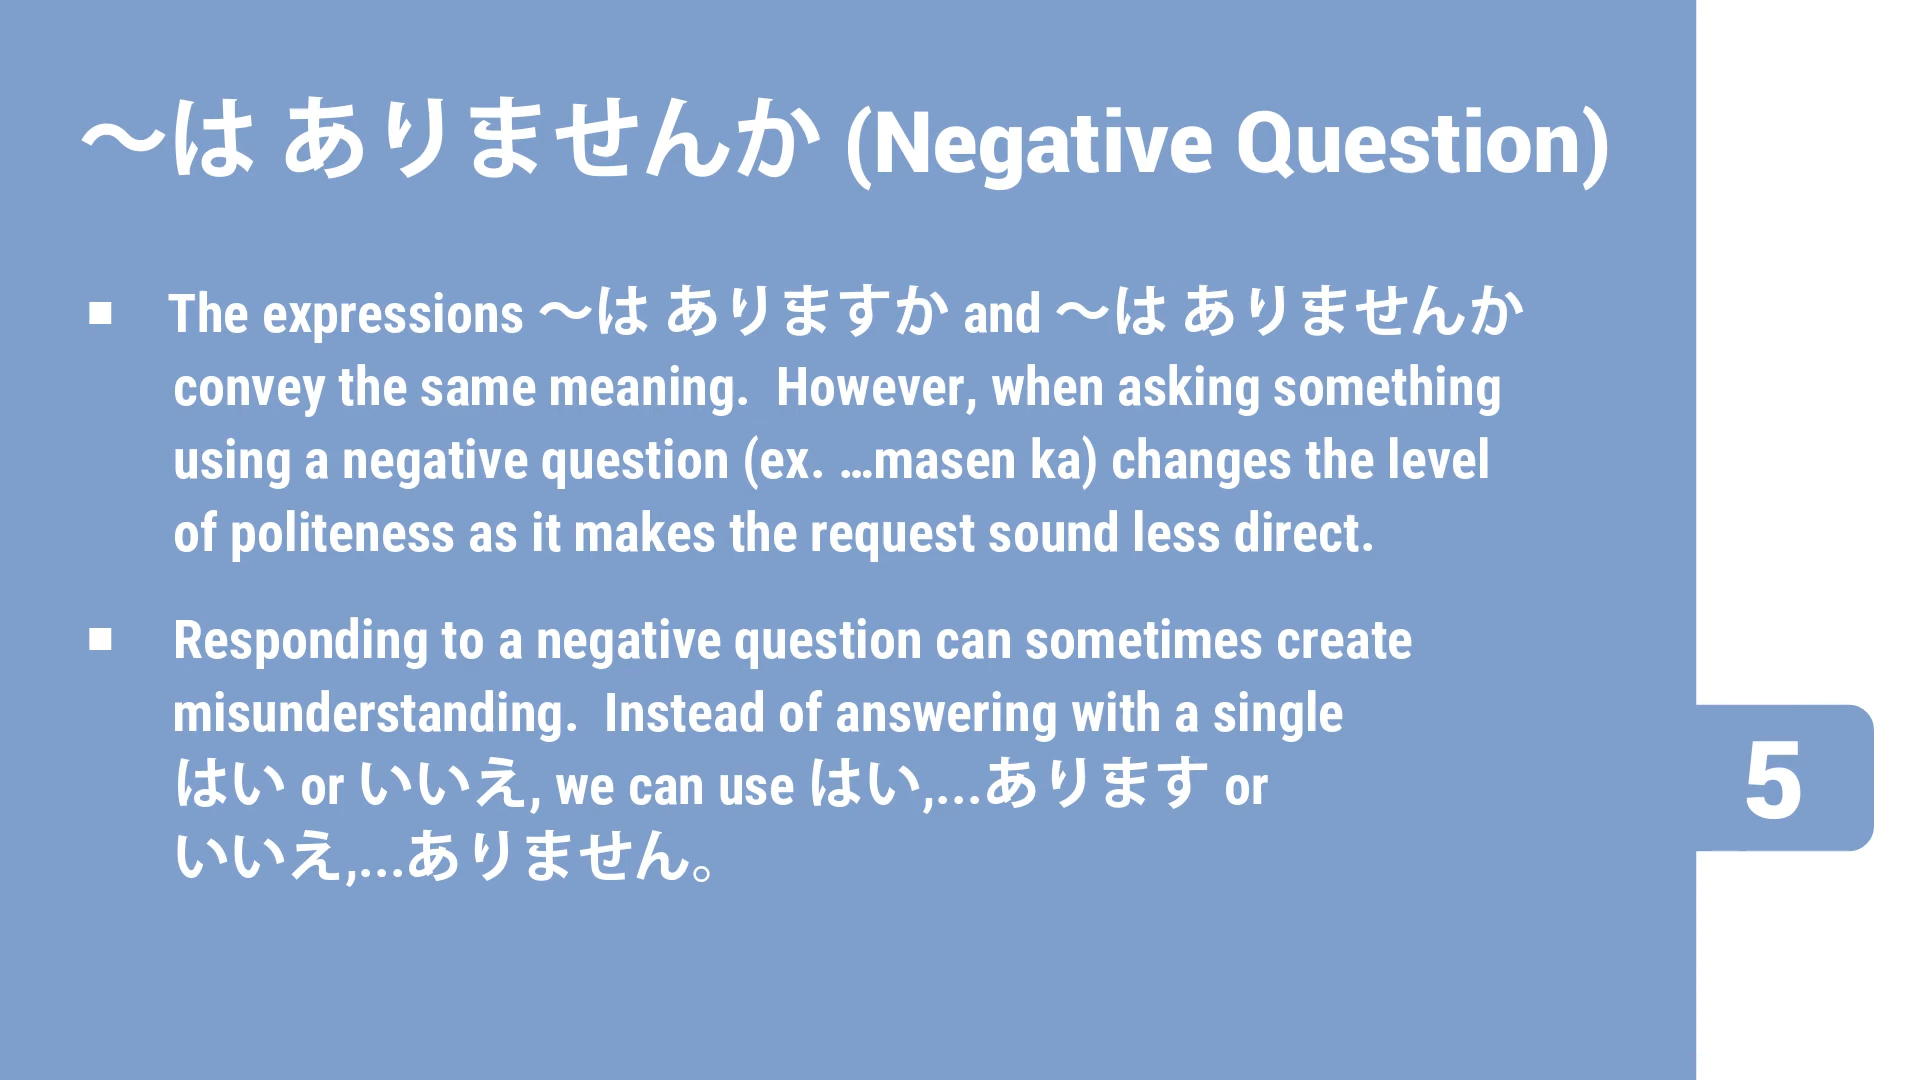 ～は ありませんか (Negative Question)
▪ The expressions ～は ありますか and ～は ありませんか
convey the same meaning.  However, when asking something
using a negative question (ex. …masen ka) changes the level
of politeness as it makes the request sound less direct.
▪ Responding to a negative question can sometimes create
misunderstanding.  Instead of answering with a single
はい or いいえ, we can use はい,...あります or
いいえ,...ありません。
5